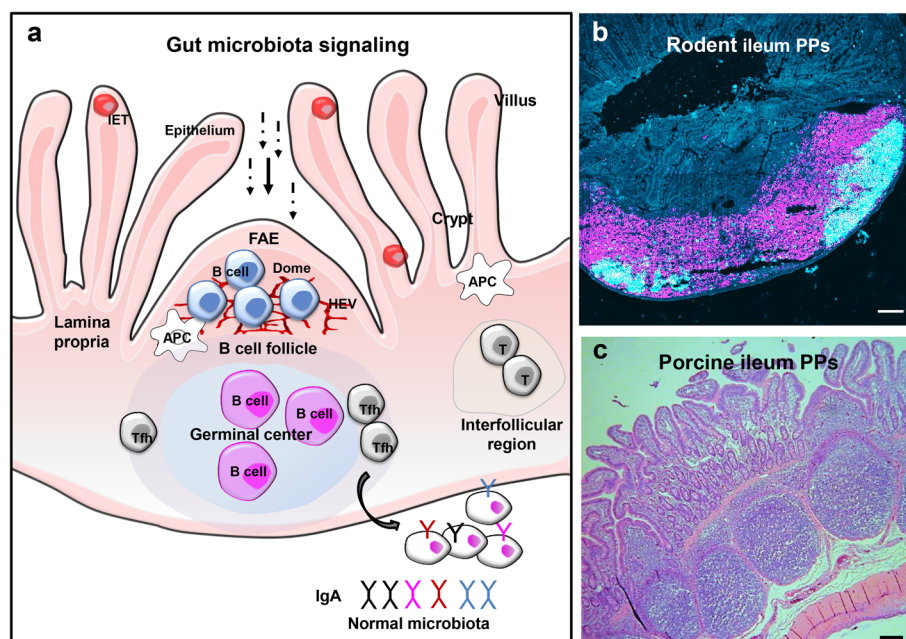 a
Gut microbiota signaling
IET
Epithelium
Villus
Crypt
FAE
B cell
Dome
HEV
APC
APC
Lamina
propria
B cell follicle
T
T
Interfollicular
region
B cell
B cell
Tfh
Germinal center
Tfh
Tfh
B cell
IgA
Normal microbiota
b
Rodent ileum PPs
c
Porcine ileum PPs